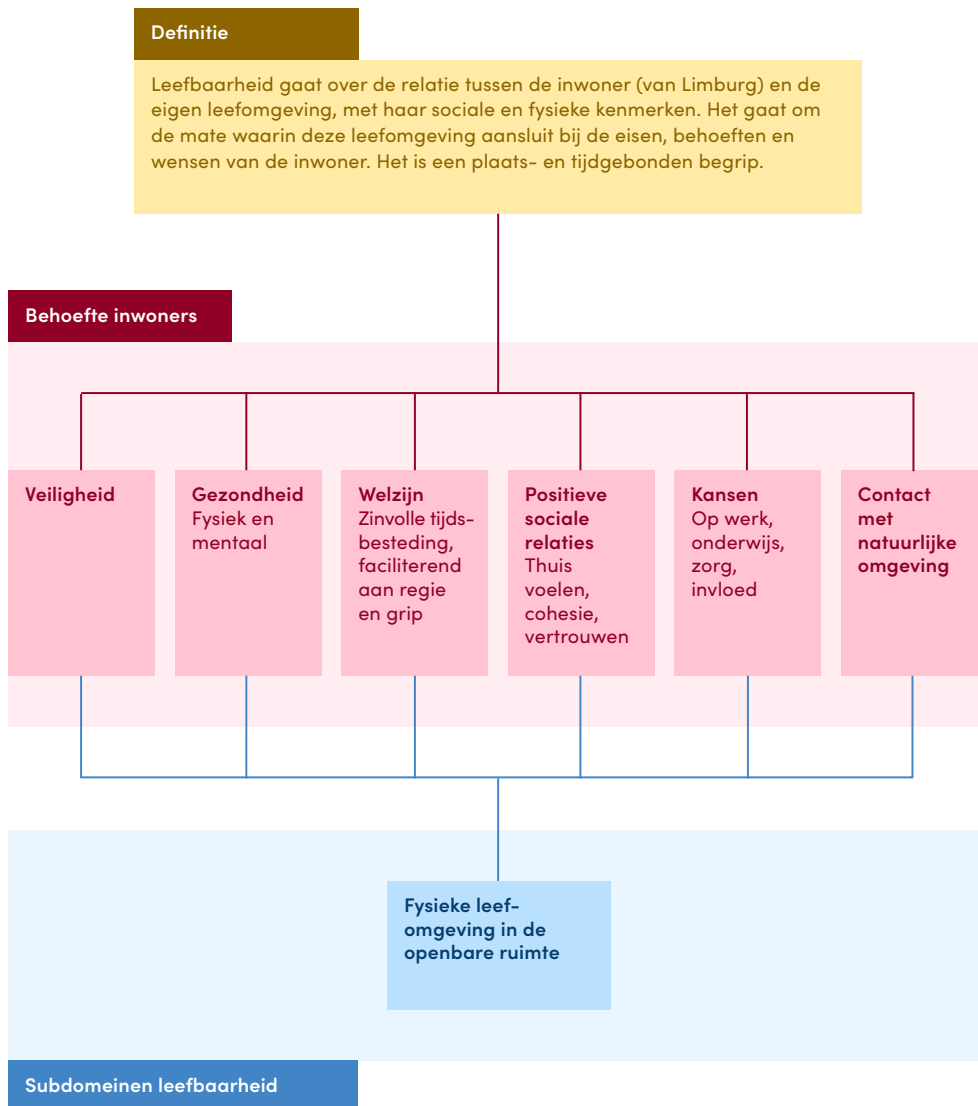 Definitie
Leefbaarheid gaat over de relatie tussen de inwoner (van Limburg) en de
eigen leefomgeving, met haar sociale en fysieke kenmerken. Het gaat om
de mate waarin deze leefomgeving aansluit bij de eisen, behoeften en
wensen van de inwoner. Het is een plaats- en tijdgebonden begrip.
Behoefte inwoners
Veiligheid
Gezondheid
Fysiek en
mentaal
Welzijn
Zinvolle tijds-
besteding,
faciliterend
aan regie
en grip
Positieve
sociale
relaties
Thuis
voelen,
cohesie,
vertrouwen
Kansen
Op werk,
onderwijs,
zorg,
invloed
Contact
met
natuurlijke
omgeving
Fysieke leef-
omgeving in de
openbare ruimte
Subdomeinen leefbaarheid